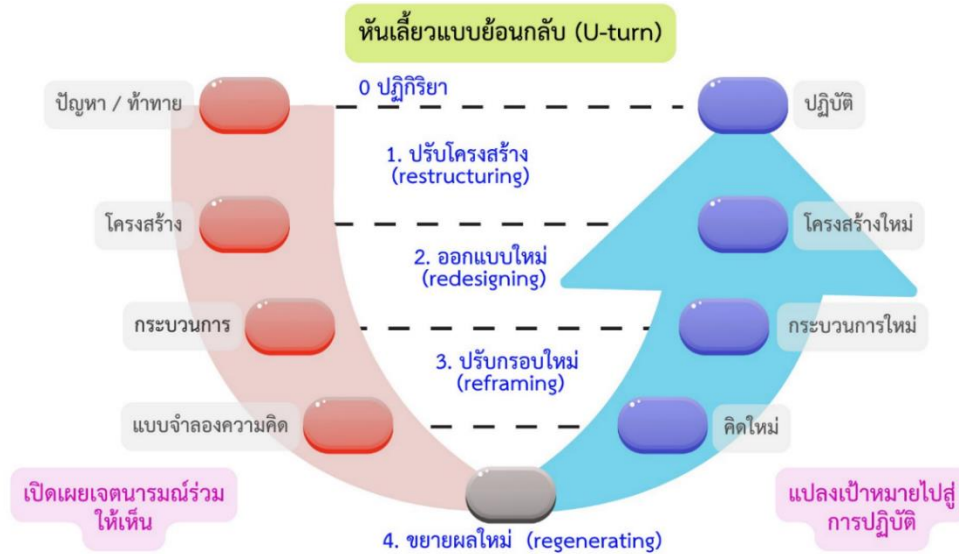 หันเลี้ยวแบบย้อนกลับ (U-turn)
ปัญหา / ท้าทาย
0 ปฏิกิริยา
ปฏิบัติ
1. ปรับโครงสร้าง
(restructuring)
โครงสร้าง
โครงสร้างใหม่
2. ออกแบบใหม่
(redesigning)
กระบวนการ
กระบวนการใหม่
3. ปรับกรอบใหม่
(reframing)
แบบจำลองความคิด
คิดใหม่
เปิดเผยเจตนารมณ์ร่วม
ให้เห็น
แปลงเป้าหมายไปสู่
การปฏิบัติ
4. ขยายผลใหม่ (regenerating)